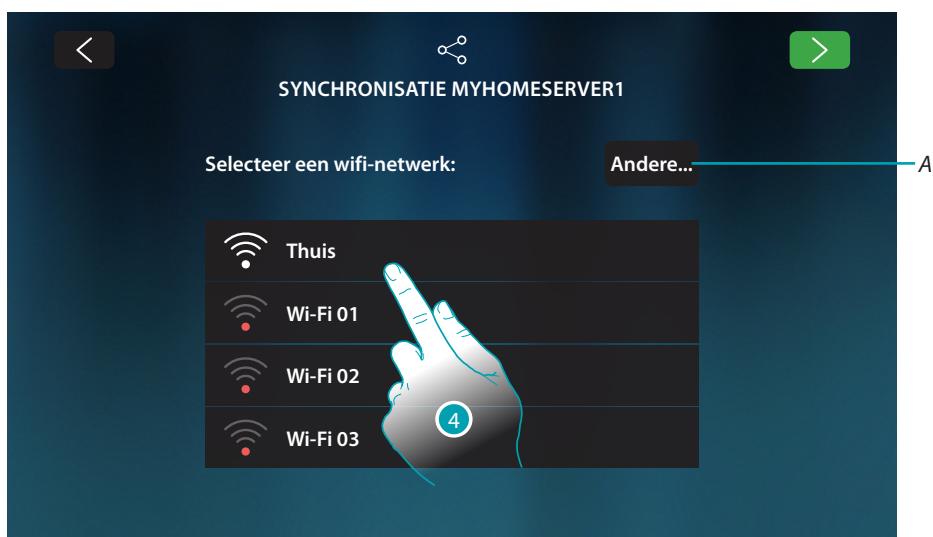 SYNCHRONISATIE MYHOMESERVER1
Selecteer een wifi-netwerk:
Andere...
A
Thuis
Wi-Fi 01
Wi-Fi 02
4
Wi-Fi 03